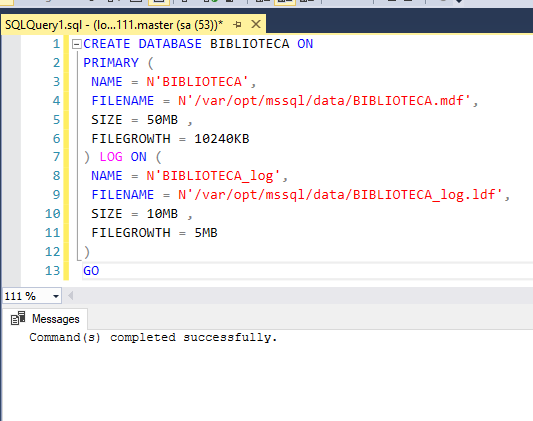 SQLQuery1.sql - (lo...111.master (sa (53))*
1 CREATE DATABASE BIBLIOTECA ON
2 PRIMARY (
3 NAME = N'BIBLIOTECA',
4 FILENAME = N'/var/opt/mssql/data/BIBLIOTECA.mdf',
5 SIZE = 50MB ,
6 FILEGROWTH = 10240KB
7 ) LOG ON (
8 NAME = N'BIBLIOTECA_log',
9 FILENAME = N'/var/opt/mssql/data/BIBLIOTECA_log.ldf',
10 SIZE = 10MB ,
11 FILEGROWTH = 5MB
12 )
13 GO
111 %
Messages
Command(s) completed successfully.